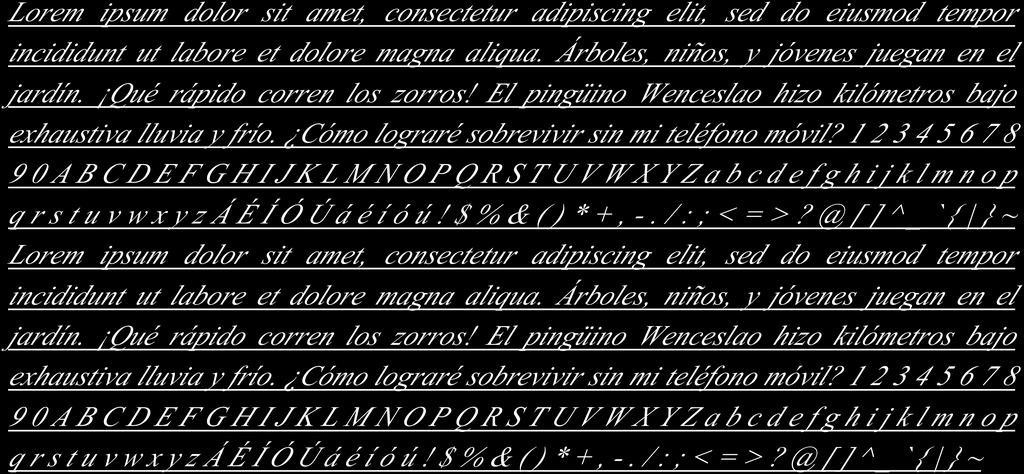 Lorem ipsum dolor sit amet, consectetur adipiscing elit, sed do eiusmod tempor
incididunt ut labore et dolore magna aliqua. Árboles, niños, y jóvenes juegan en el
jardín. ¡Qué rápido corren los zorros! El pingüino Wenceslao hizo kilómetros bajo
exhaustiva lluvia y frío. ¿Cómo lograré sobrevivir sin mi teléfono móvil? 1 2 3 4 5 6 7 8
9 0 A B C D E F G H I J K L M N O P Q R S T U V W X Y Z a b c d e f g h i j k l m n o p
q r s t u v w x y z Á É Í Ó Ú á é í ó ú ! $ % & ( ) * + , - . / : ; < = > ? @ [ ] ^ _ ` { | } ~
Lorem ipsum dolor sit amet, consectetur adipiscing elit, sed do eiusmod tempor
incididunt ut labore et dolore magna aliqua. Árboles, niños, y jóvenes juegan en el
jardín. ¡Qué rápido corren los zorros! El pingüino Wenceslao hizo kilómetros bajo
exhaustiva lluvia y frío. ¿Cómo lograré sobrevivir sin mi teléfono móvil? 1 2 3 4 5 6 7 8
9 0 A B C D E F G H I J K L M N O P Q R S T U V W X Y Z a b c d e f g h i j k l m n o p
q r s t u v w x y z Á É Í Ó Ú á é í ó ú ! $ % & ( ) * + , - . / : ; < = > ? @ [ ] ^ _ ` { | } ~